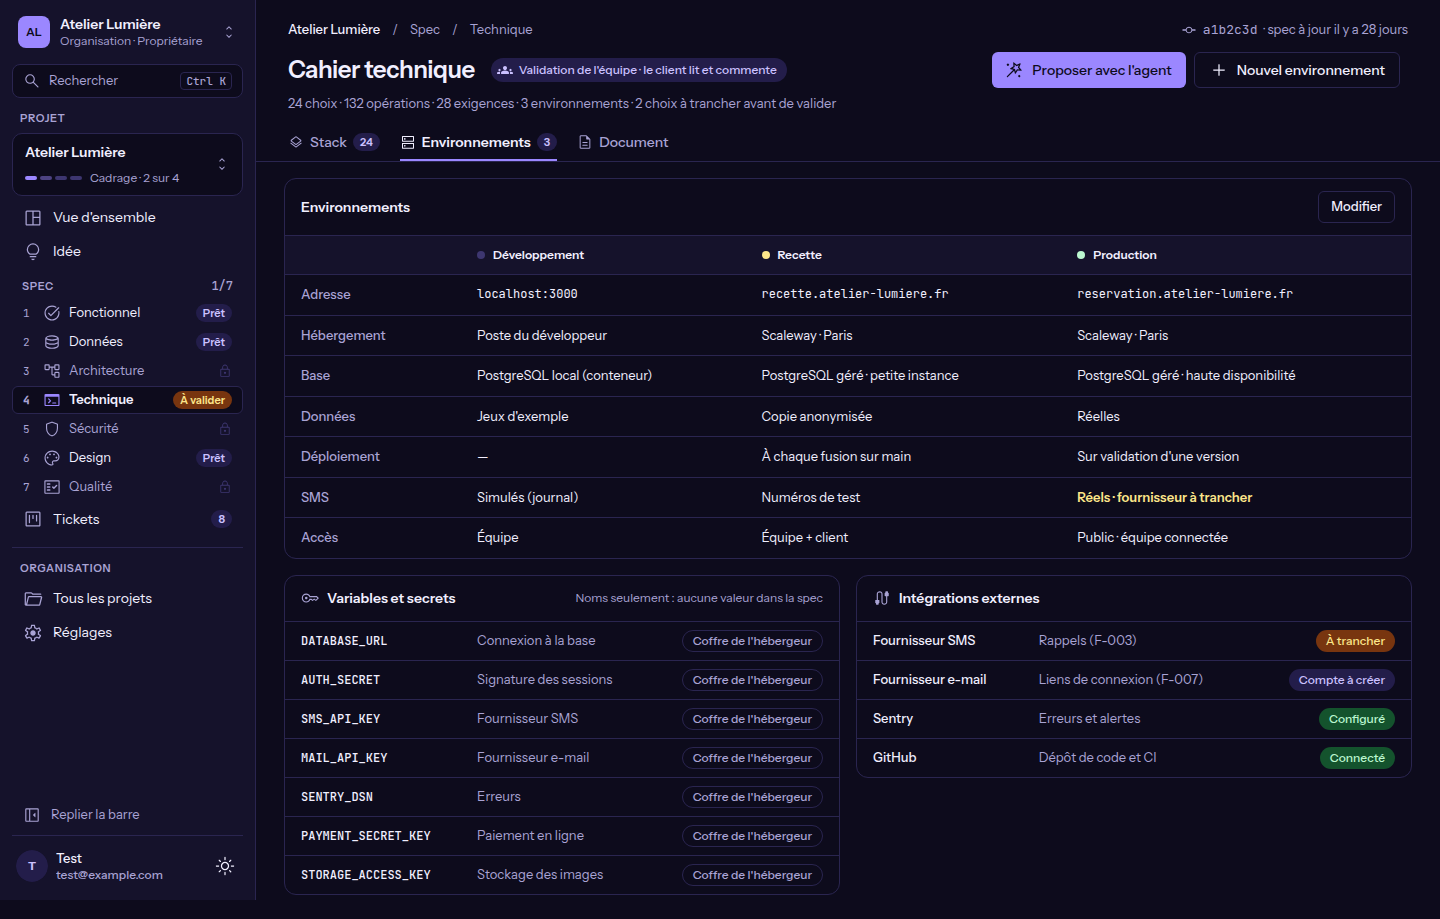 AL
Atelier Lumière
Organisation · Propriétaire
Rechercher
Ctrl K
PROJET
Atelier Lumière
Cadrage · 2 sur 4
Vue d'ensemble
Idée
SPEC 1/7
1 Fonctionnel Prêt
2 Données Prêt
3 Architecture
4 Technique À valider
5 Sécurité
6 Design Prêt
7 Qualité
Tickets 8
ORGANISATION
Tous les projets
Réglages
Replier la barre
T
Test
test@example.com
Atelier Lumière / Spec / Technique
a1b2c3d · spec à jour il y a 28 jours
Cahier technique
Validation de l'équipe · le client lit et commente
Proposer avec l'agent
Nouvel environnement
24 choix · 132 opérations · 28 exigences · 3 environnements · 2 choix à trancher avant de valider
Stack 24
Environnements 3
Document
Environnements
Modifier
Développement Recette Production
Adresse localhost:3000 recette.atelier-lumiere.fr reservation.atelier-lumiere.fr
Hébergement Poste du développeur Scaleway · Paris Scaleway · Paris
Base PostgreSQL local (conteneur) PostgreSQL géré · petite instance PostgreSQL géré · haute disponibilité
Données Jeux d'exemple Copie anonymisée Réelles
Déploiement — À chaque fusion sur main Sur validation d'une version
SMS Simulés (journal) Numéros de test Réels · fournisseur à trancher
Accès Équipe Équipe + client Public · équipe connectée
Variables et secrets
Noms seulement : aucune valeur dans la spec
DATABASE_URL Connexion à la base Coffre de l'hébergeur
AUTH_SECRET Signature des sessions Coffre de l'hébergeur
SMS_API_KEY Fournisseur SMS Coffre de l'hébergeur
MAIL_API_KEY Fournisseur e-mail Coffre de l'hébergeur
SENTRY_DSN Erreurs Coffre de l'hébergeur
PAYMENT_SECRET_KEY Paiement en ligne Coffre de l'hébergeur
STORAGE_ACCESS_KEY Stockage des images Coffre de l'hébergeur
Intégrations externes
Fournisseur SMS Rappels (F-003) À trancher
Fournisseur e-mail Liens de connexion (F-007) Compte à créer
Sentry Erreurs et alertes Configuré
GitHub Dépôt de code et CI Connecté